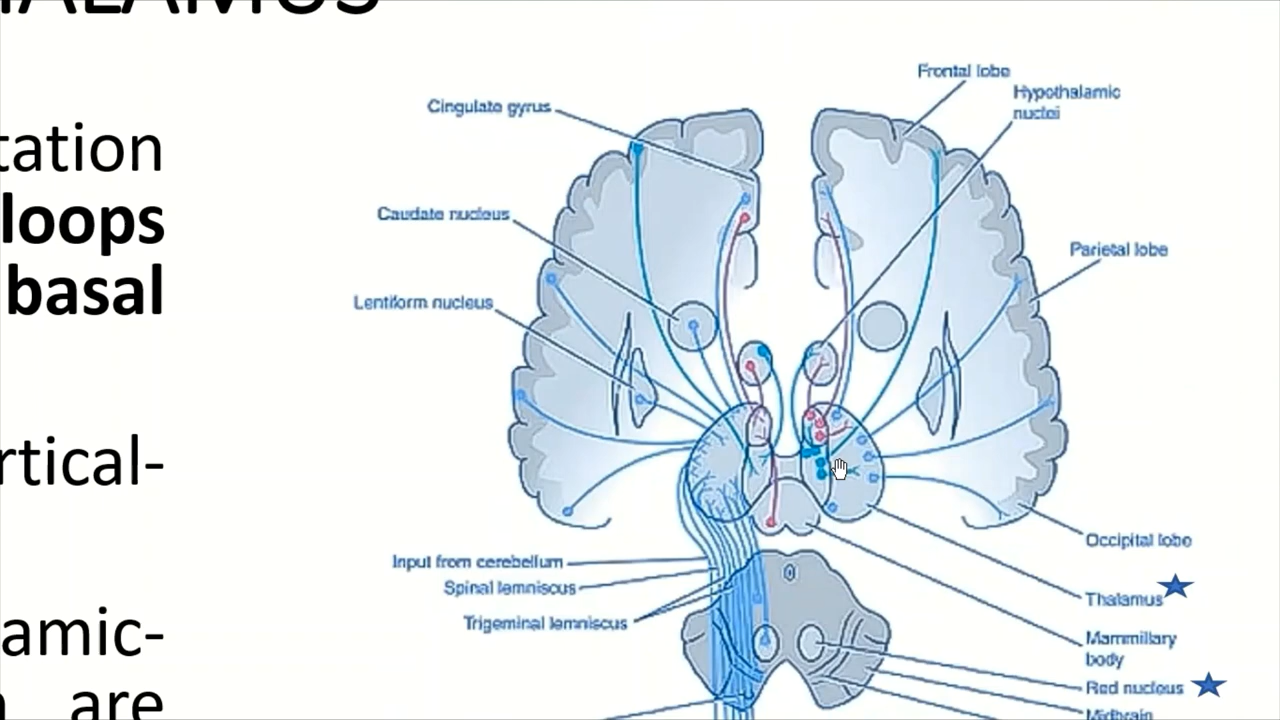 HALAMUS
tation
loops
basal
rtical-
amic-
are
Frontal lobe
Hypothalamic
nuclei
Cingulate gyrus
Caudate nucleus
Parietal lobe
Lentiform nucleus
Occipital lobe
Input from cerebellum
Spinal lemniscus
Thalamus
Trigeminal lemniscus
Mammillary
body
Red nucleus
Midbrain